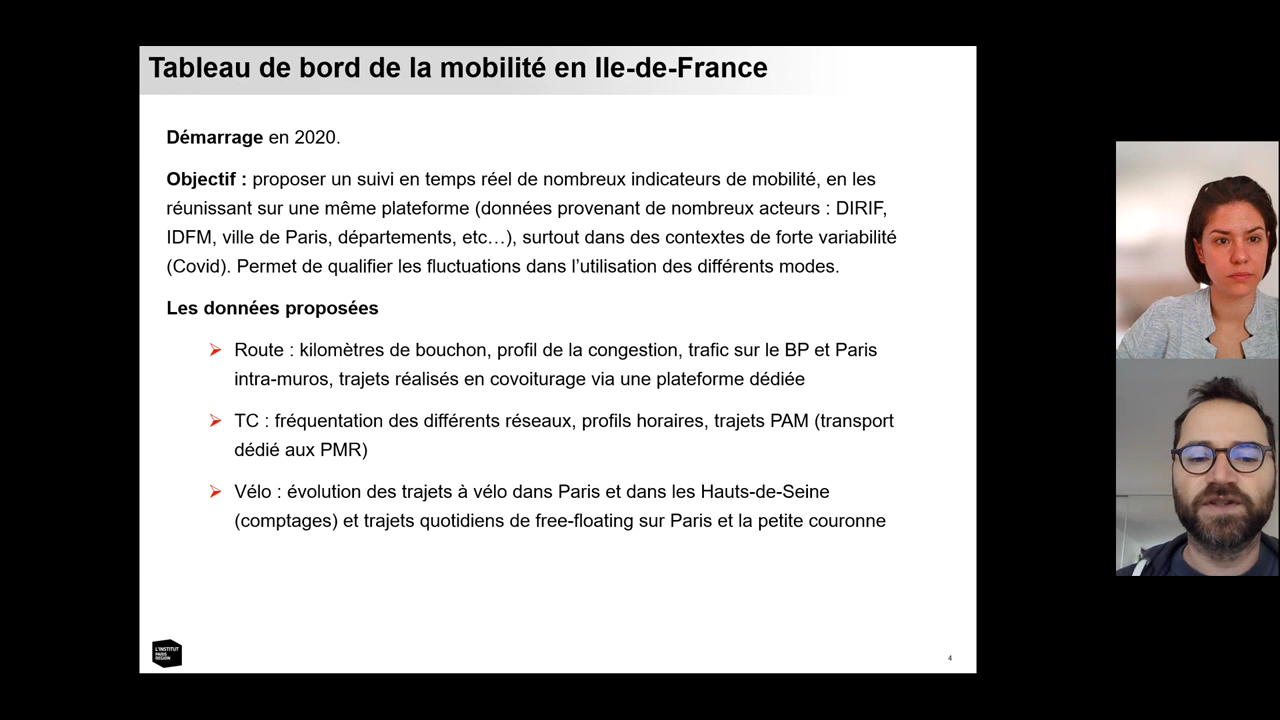 Tableau de bord de la mobilité en Ile-de-France
Démarrage en 2020.
Objectif : proposer un suivi en temps réel de nombreux indicateurs de mobilité, en les
réunissant sur une même plateforme (données provenant de nombreux acteurs : DIRIF,
IDFM, ville de Paris, départements, etc…), surtout dans des contextes de forte variabilité
(Covid). Permet de qualifier les fluctuations dans l’utilisation des différents modes.
Les données proposées
➢ Route : kilomètres de bouchon, profil de la congestion, trafic sur le BP et Paris
intra-muros, trajets réalisés en covoiturage via une plateforme dédiée
➢ TC : fréquentation des différents réseaux, profils horaires, trajets PAM (transport
dédié aux PMR)
➢ Vélo : évolution des trajets à vélo dans Paris et dans les Hauts-de-Seine
(comptages) et trajets quotidiens de free-floating sur Paris et la petite couronne
L'INSTITUT
PARIS
REGION
4